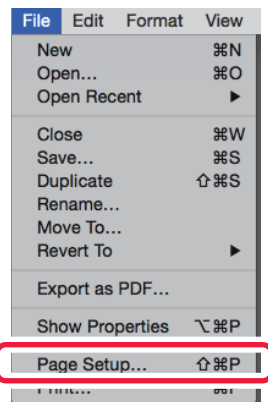 File Edit Format View
New ⌘N
Open... ⌘O
Open Recent ▶
Close ⌘W
Save... ⌘S
Duplicate ⇧⌘S
Rename...
Move To...
Revert To ▶
Export as PDF...
Show Properties ⌥⌘P
Page Setup... ⇧⌘P
Print... ⌘P